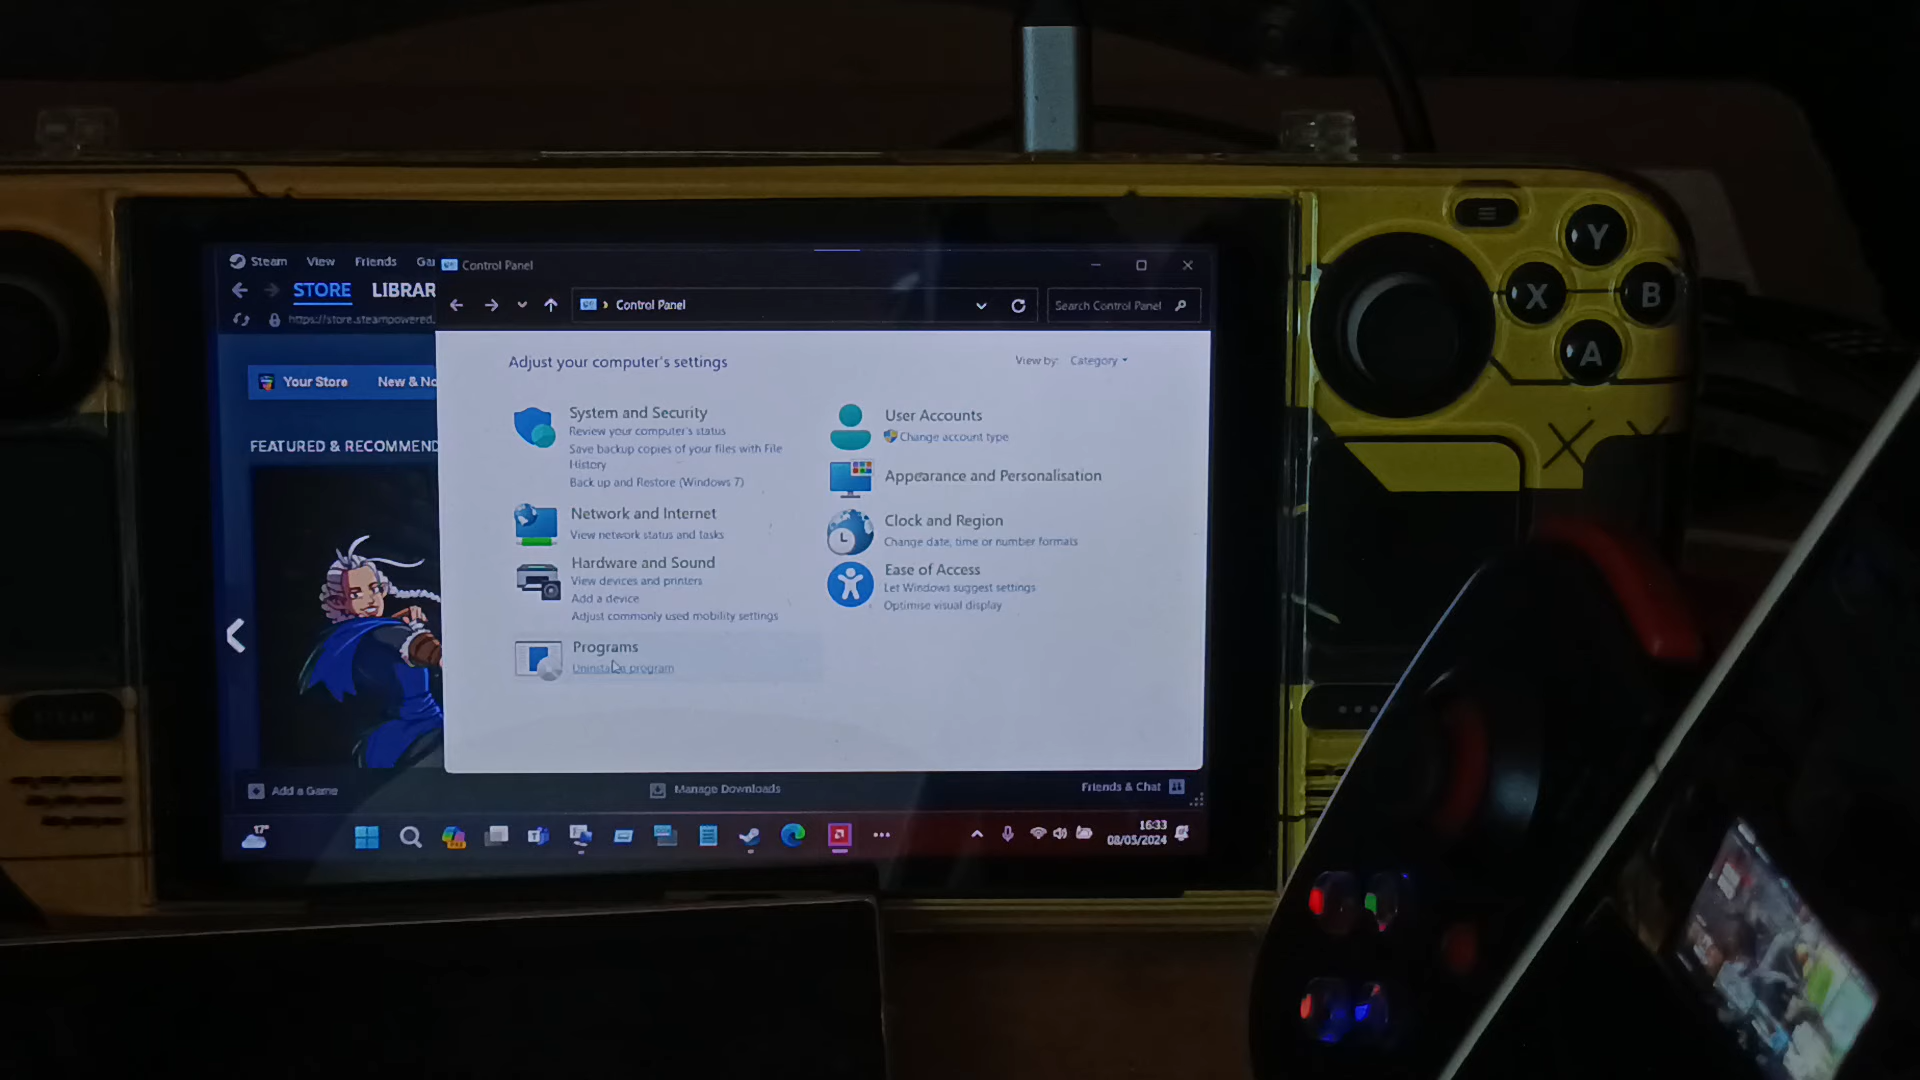 Steam View Friends
Control Panel
STORE
Control Panel
Search Control Panel
https://store.steampowered.
Your Store New & No
FEATURED & RECOMMEND
Adjust your computer's settings
View by: Category
System and Security
Review your computer's status
Save backup copies of your files with File
History
Back up and Restore (Windows 7)
Network and Internet
View network status and tasks
Hardware and Sound
View devices and printers
Add a device
Adjust commonly used mobility settings
Programs
Uninstall a program
User Accounts
Change account type
Appearance and Personalisation
Clock and Region
Change date, time or number formats
Ease of Access
Let Windows suggest settings
Optimise visual display
Add a Game
Manage Downloads
Friends & Chat
17°
16:33
08/05/2024
Y
X
B
A
STEAM